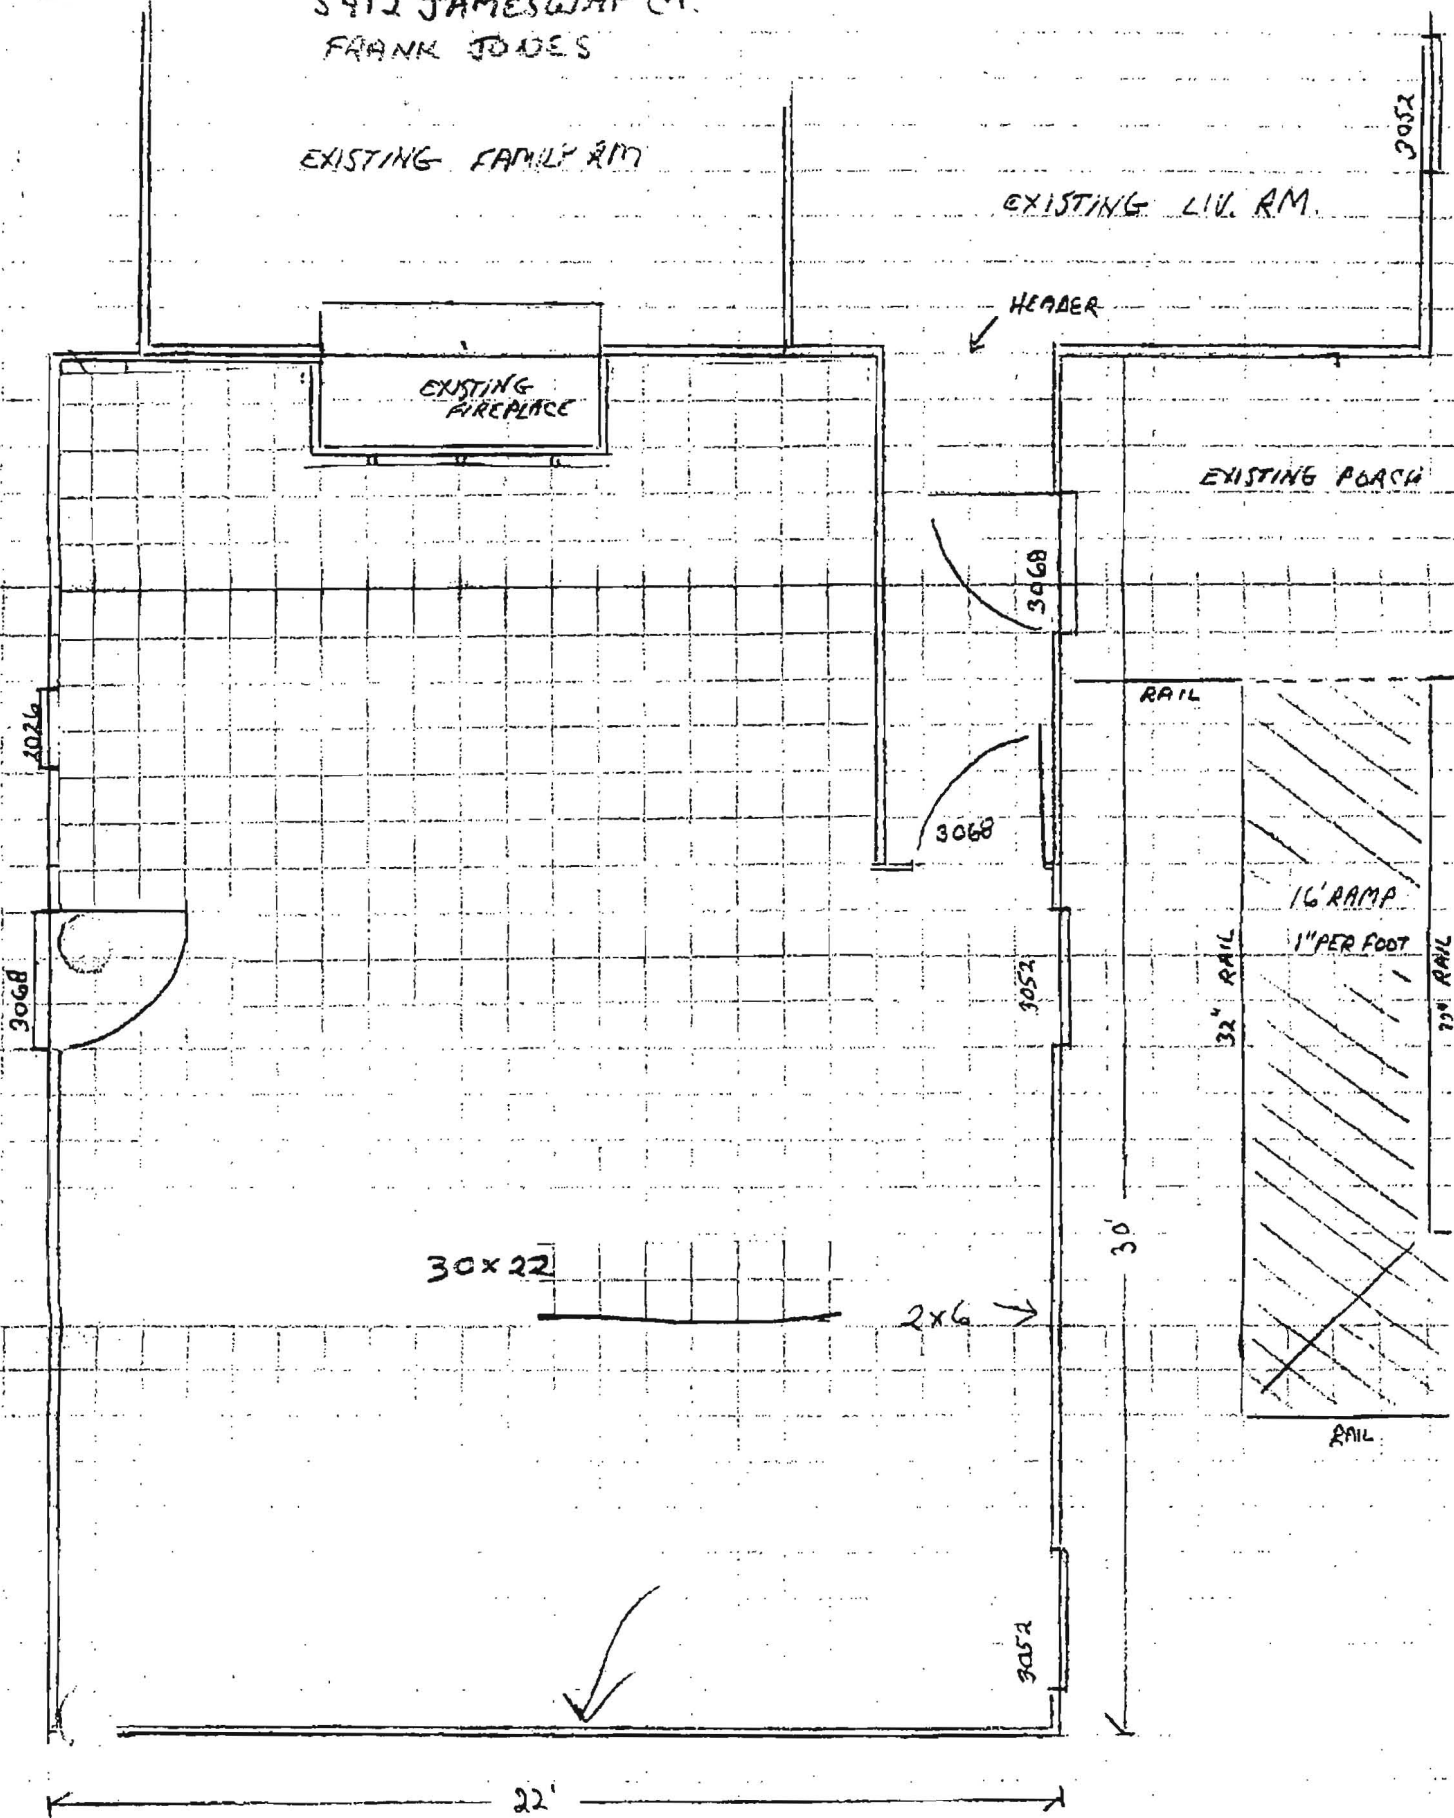 FRANK JONES
3052
EXISTING FAMILY RM
EXISTING LIV. RM.
HEADER
EXISTING
FIREPLACE
EXISTING PORCH
3068
RAIL
3068
16' RAMP
1" PER FOOT
3068
3052
32" RAIL
RAIL
30'
30x22
2x6
RAIL
3052
22'